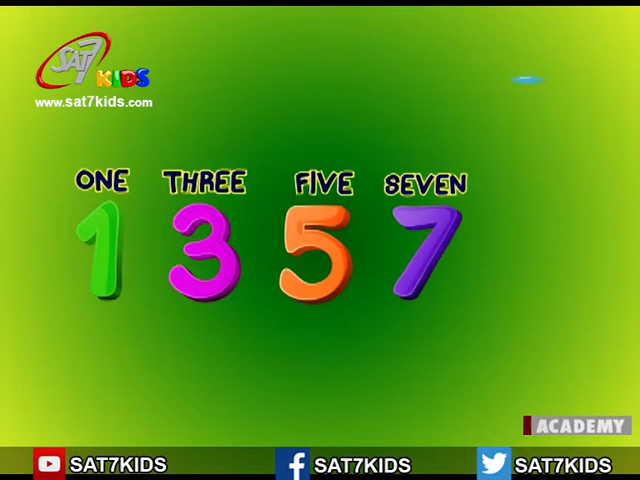 SAT7
KIDS
www.sat7kids.com
ONE THREE FIVE SEVEN
1 3 5 7
ACADEMY
SAT7KIDS SAT7KIDS SAT7KIDS